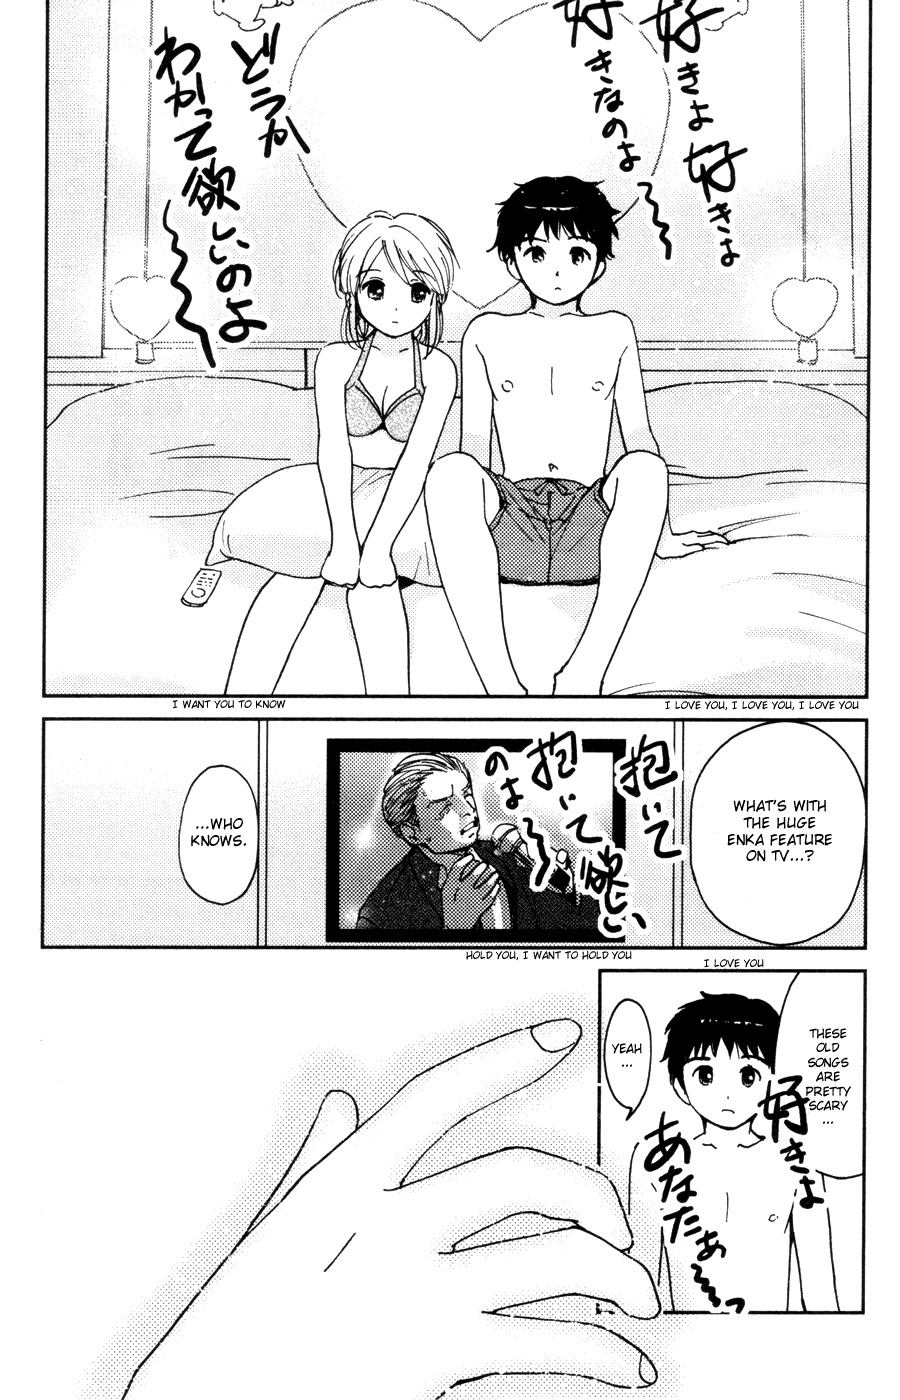 好きよ好きよ
好きなのよ〜
どうか
わかって欲しいのよ〜
I LOVE YOU, I LOVE YOU, I LOVE YOU
I WANT YOU TO KNOW
WHAT'S WITH
THE HUGE
ENKA FEATURE
ON TV...?
抱いて
抱いて欲しい
のよ〜
...WHO
KNOWS.
HOLD YOU, I WANT TO HOLD YOU
I LOVE YOU
THESE
OLD
SONGS
ARE
PRETTY
SCARY
...
YEAH
...
好きよ
あなたぁ〜っ